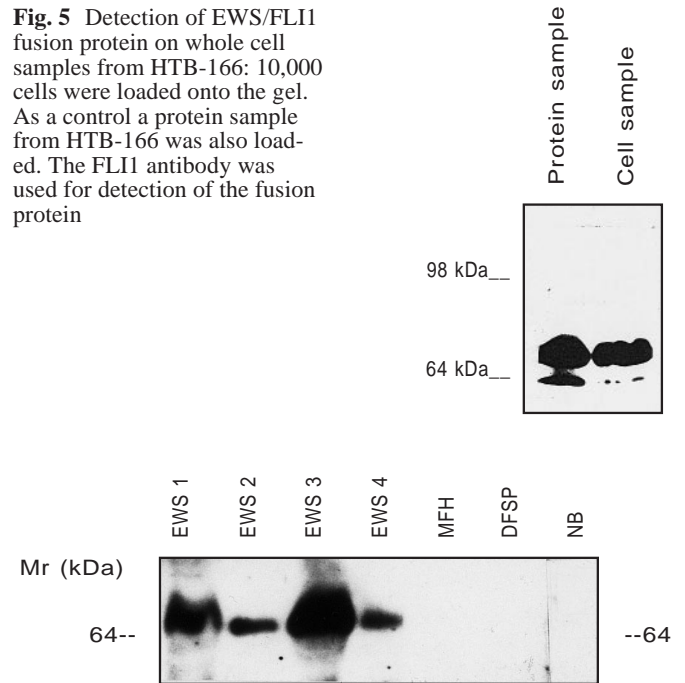 Fig. 5 Detection of EWS/FLI1
fusion protein on whole cell
samples from HTB-166: 10,000
cells were loaded onto the gel.
As a control a protein sample
from HTB-166 was also load-
ed. The FLI1 antibody was
used for detection of the fusion
protein
Protein sample
Cell sample
98 kDa__
64 kDa__
EWS 1
EWS 2
EWS 3
EWS 4
MFH
DFSP
NB
Mr (kDa)
64-- --64